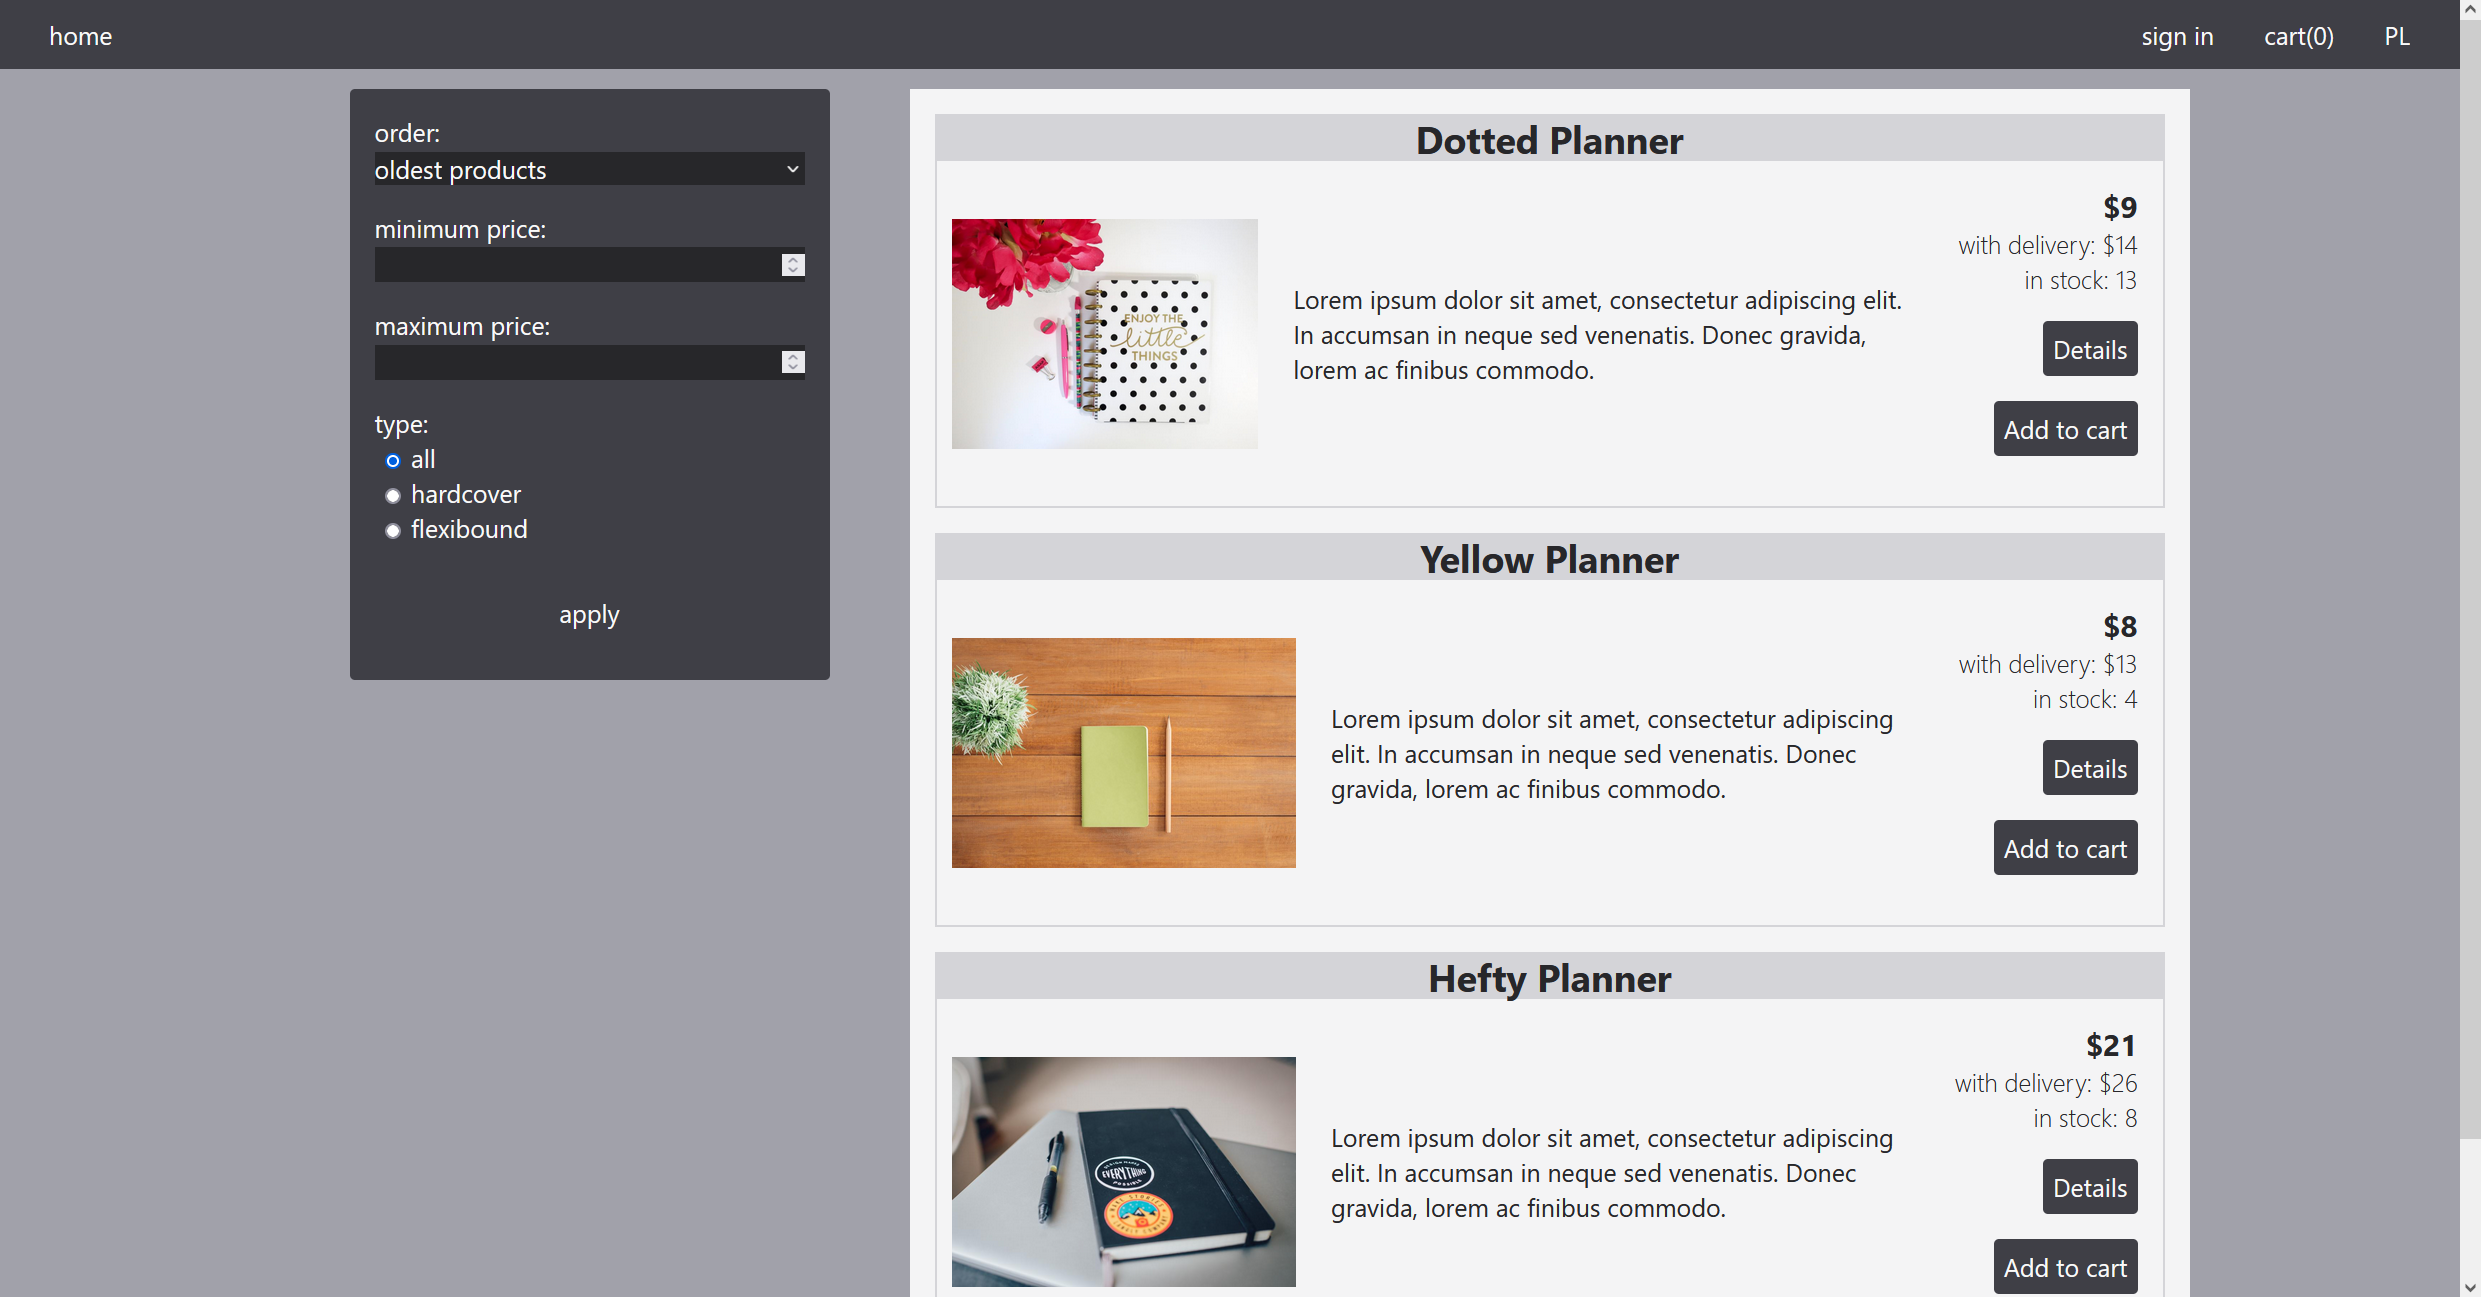 home
sign in
cart(0)
PL
order:
oldest products
minimum price:
maximum price:
type:
all
hardcover
flexibound
apply
Dotted Planner
ENJOY THE
little
THINGS
Lorem ipsum dolor sit amet, consectetur adipiscing elit.
In accumsan in neque sed venenatis. Donec gravida,
lorem ac finibus commodo.
$9
with delivery: $14
in stock: 13
Details
Add to cart
Yellow Planner
Lorem ipsum dolor sit amet, consectetur adipiscing
elit. In accumsan in neque sed venenatis. Donec
gravida, lorem ac finibus commodo.
$8
with delivery: $13
in stock: 4
Details
Add to cart
Hefty Planner
EVERYTHING
POSSIBLE
Lorem ipsum dolor sit amet, consectetur adipiscing
elit. In accumsan in neque sed venenatis. Donec
gravida, lorem ac finibus commodo.
$21
with delivery: $26
in stock: 8
Details
Add to cart